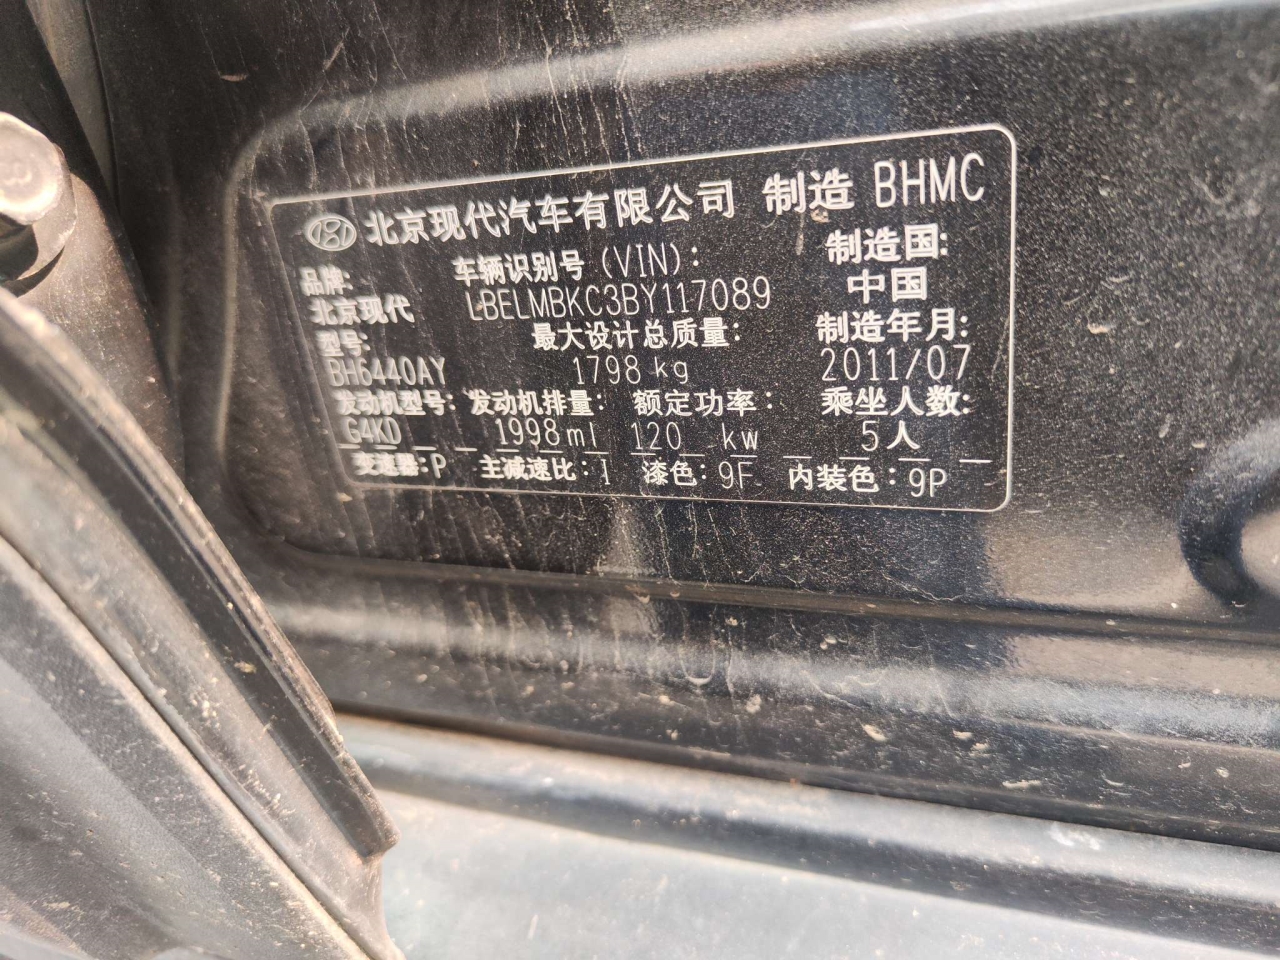 北京现代汽车有限公司 制造 BHMC
品牌: 车辆识别号 (VIN): 制造国:
北京现代 LBELMBKC3BY117089 中国
型号: 最大设计总质量: 制造年月:
BH6440AY 1798 kg 2011/07
发动机型号: 发动机排量: 额定功率: 乘坐人数:
G4KD 1998 ml 120 kw 5人
变速器: P 主减速比: I 漆色: 9F 内装色: 9P